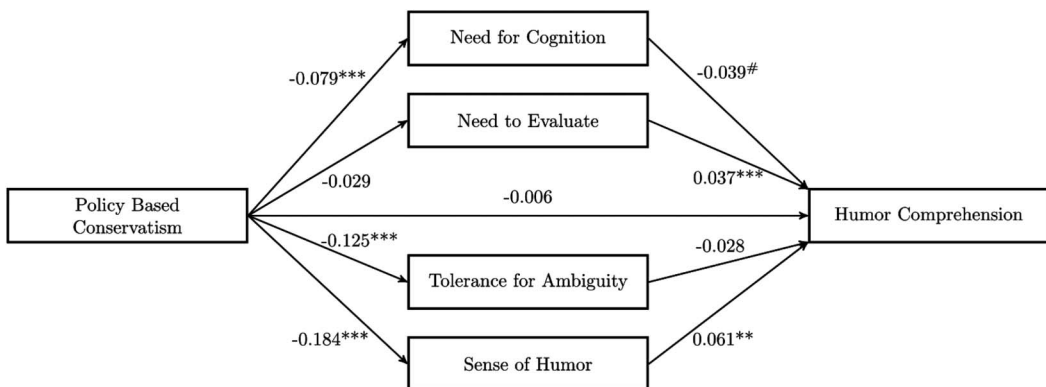 Need for Cognition
-0.079***
-0.039#
Need to Evaluate
-0.029
0.037***
Policy Based
Conservatism
-0.006
Humor Comprehension
-0.125***
-0.028
Tolerance for Ambiguity
-0.184***
0.061**
Sense of Humor